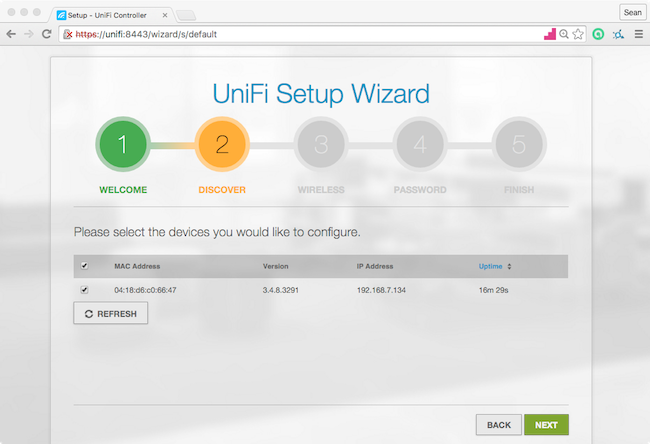 Setup - UniFi Controller
Sean
https://unifi:8443/wizard/s/default
UniFi Setup Wizard
1 2 3 4 5
WELCOME DISCOVER WIRELESS PASSWORD FINISH
Please select the devices you would like to configure.
MAC Address Version IP Address Uptime
04:18:d6:c0:66:47 3.4.8.3291 192.168.7.134 16m 29s
REFRESH
BACK NEXT